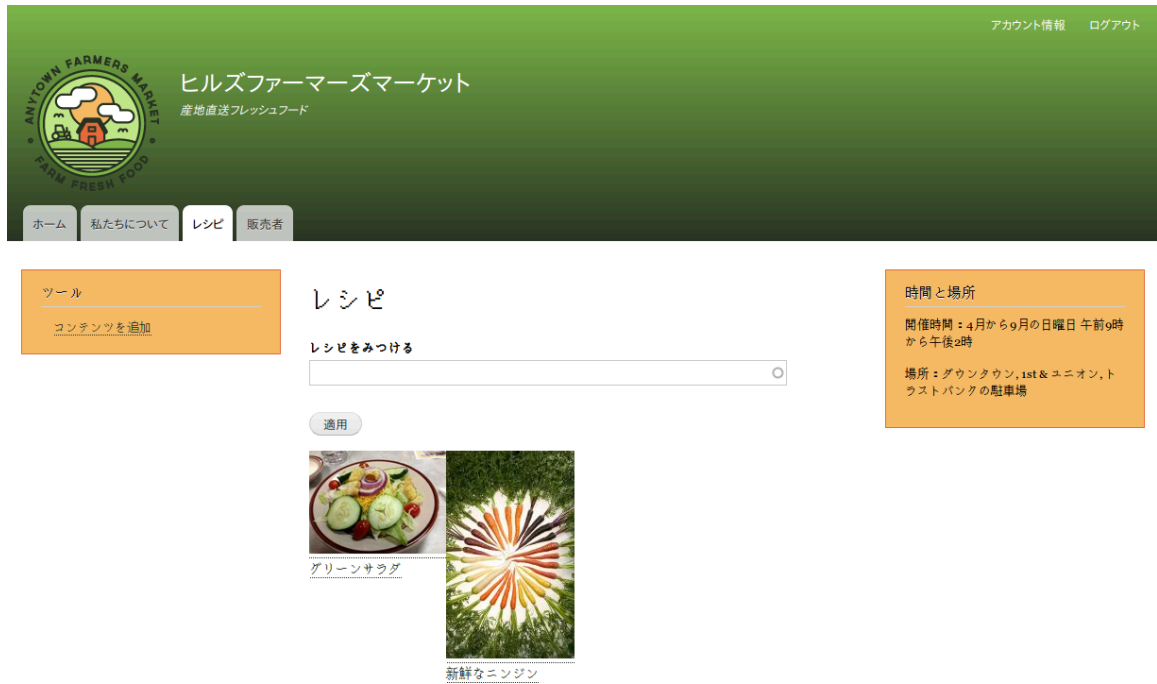 アカウント情報 ログアウト
ANYTOWN FARMERS MARKET
FARM FRESH FOOD
ヒルズファーマーズマーケット
産地直送フレッシュフード
ホーム 私たちについて レシピ 販売者
ツール
コンテンツを追加
レシピ
レシピをみつける
適用
グリーンサラダ
新鮮なニンジン
時間と場所
開催時間：4月から9月の日曜日 午前9時
から午後2時
場所：ダウンタウン, 1st & ユニオン, ト
ラストバンクの駐車場